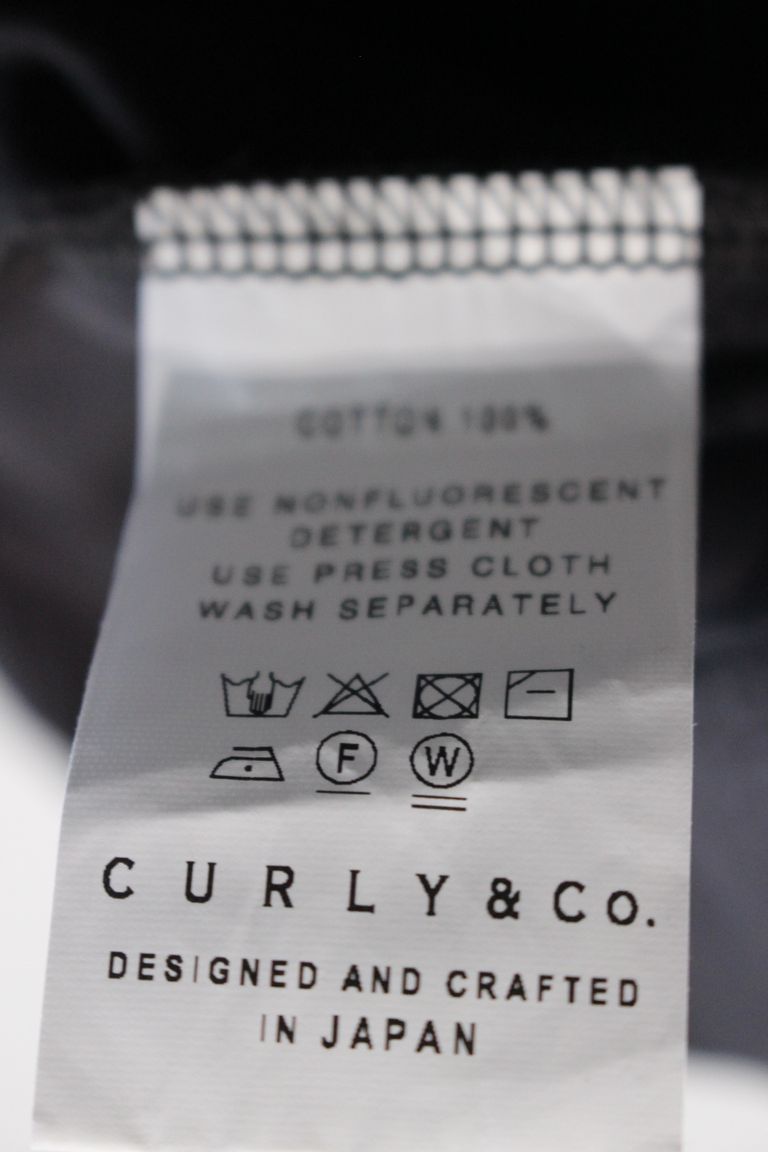 COTTON 100%
USE NONFLUORESCENT
DETERGENT
USE PRESS CLOTH
WASH SEPARATELY
F
W
CURLY & Co.
DESIGNED AND CRAFTED
IN JAPAN